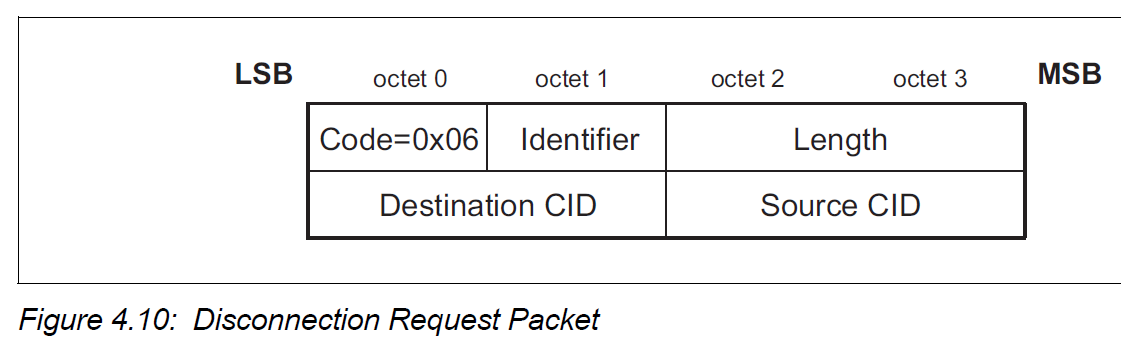 LSB octet 0 octet 1 octet 2 octet 3 MSB
Code=0x06 Identifier Length
Destination CID Source CID
Figure 4.10: Disconnection Request Packet